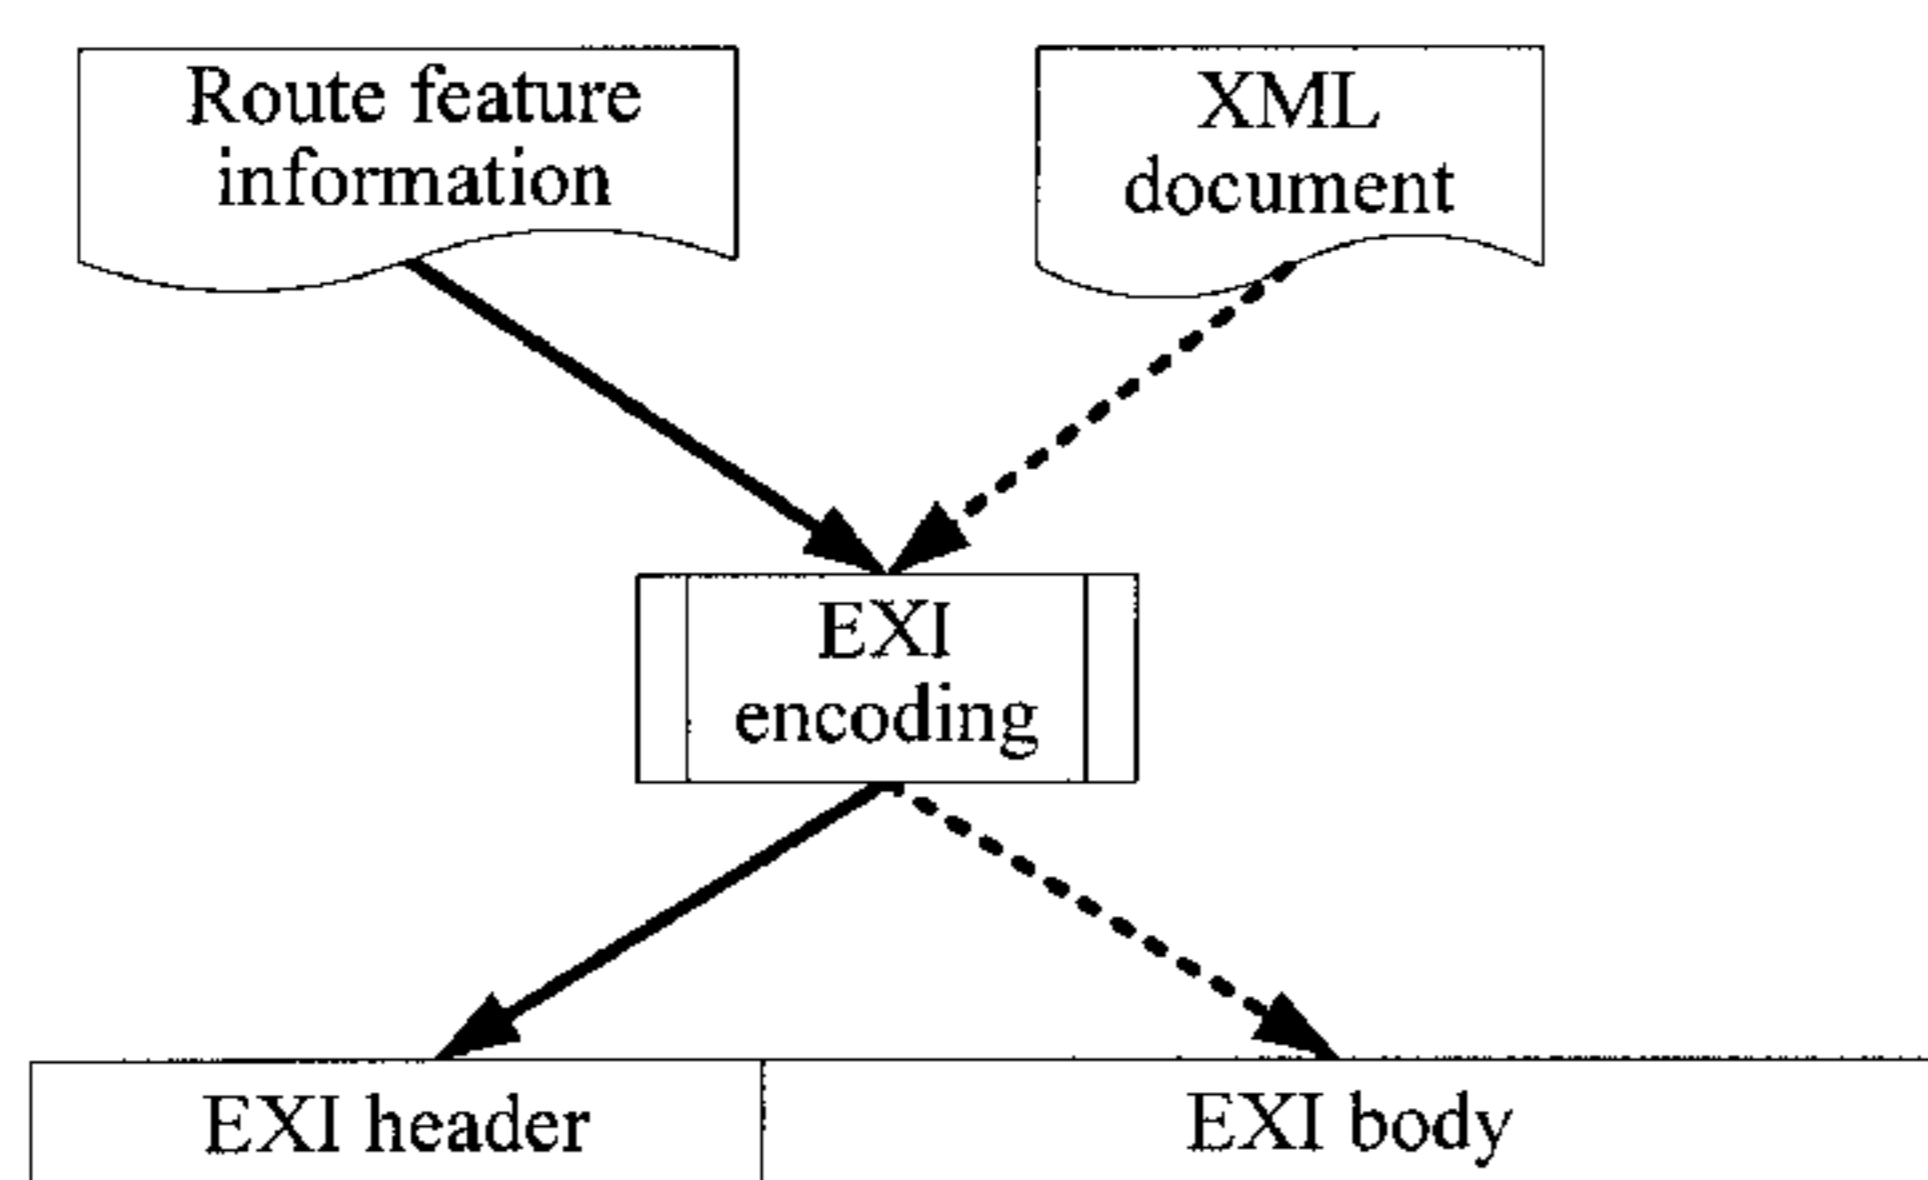 Route feature
information
XML
document
EXI
encoding
EXI header
EXI body